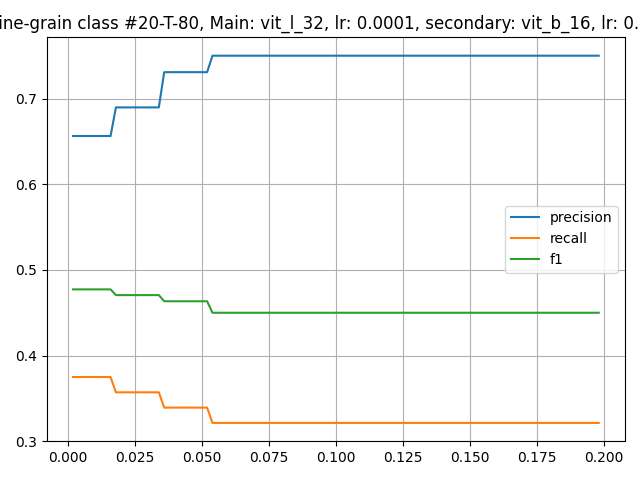 ine-grain class #20-T-80, Main: vit_l_32, lr: 0.0001, secondary: vit_b_16, lr: 0.
0.7
0.6
0.5
0.4
0.3
precision
recall
f1
0.000 0.025 0.050 0.075 0.100 0.125 0.150 0.175 0.200